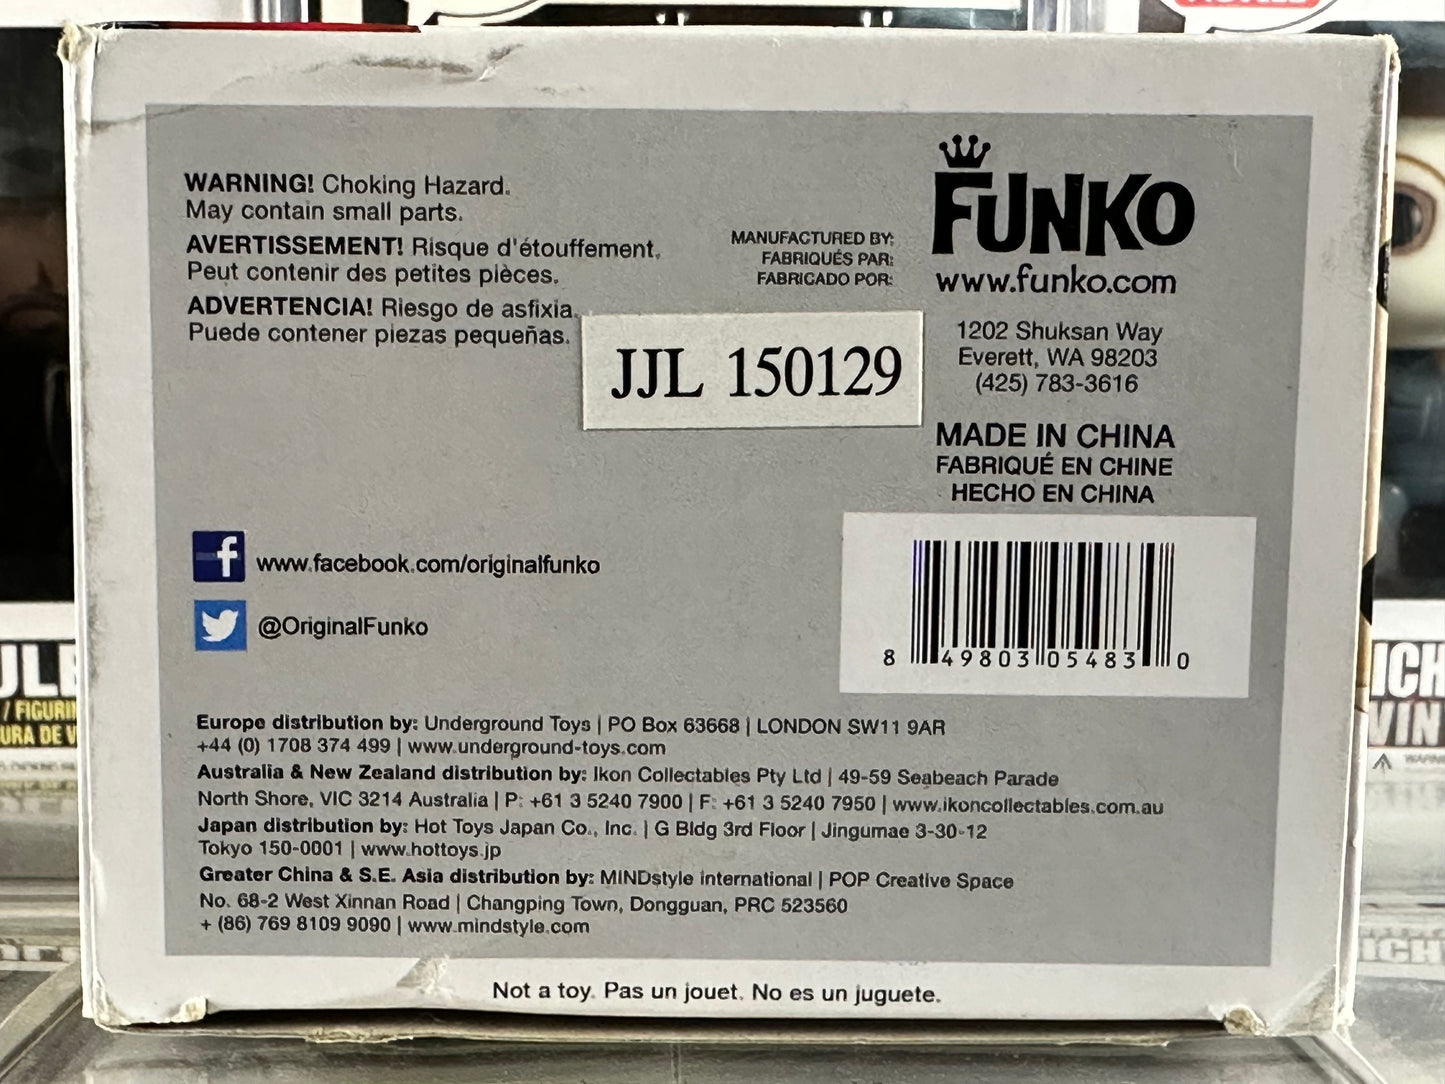 WARNING! Choking Hazard.
May contain small parts.
AVERTISSEMENT! Risque d'étouffement.
Peut contenir des petites pièces.
ADVERTENCIA! Riesgo de asfixia.
Puede contener piezas pequeñas.
MANUFACTURED BY:
FABRIQUÉS PAR:
FABRICADO POR:
FUNKO
www.funko.com
1202 Shuksan Way
Everett, WA 98203
(425) 783-3616
JJL 150129
MADE IN CHINA
FABRIQUÉ EN CHINE
HECHO EN CHINA
www.facebook.com/originalfunko
@OriginalFunko
8 49803 05483 0
Europe distribution by: Underground Toys | PO Box 63668 | LONDON SW11 9AR
+44 (0) 1708 374 499 | www.underground-toys.com
Australia & New Zealand distribution by: Ikon Collectables Pty Ltd | 49-59 Seabeach Parade
North Shore, VIC 3214 Australia | P: +61 3 5240 7900 | F: +61 3 5240 7950 | www.ikoncollectables.com.au
Japan distribution by: Hot Toys Japan Co., Inc. | G Bldg 3rd Floor | Jingumae 3-30-12
Tokyo 150-0001 | www.hottoys.jp
Greater China & S.E. Asia distribution by: MINDstyle International | POP Creative Space
No. 68-2 West Xinnan Road | Changping Town, Dongguan, PRC 523560
+ (86) 769 8109 9090 | www.mindstyle.com
Not a toy. Pas un jouet. No es un juguete.